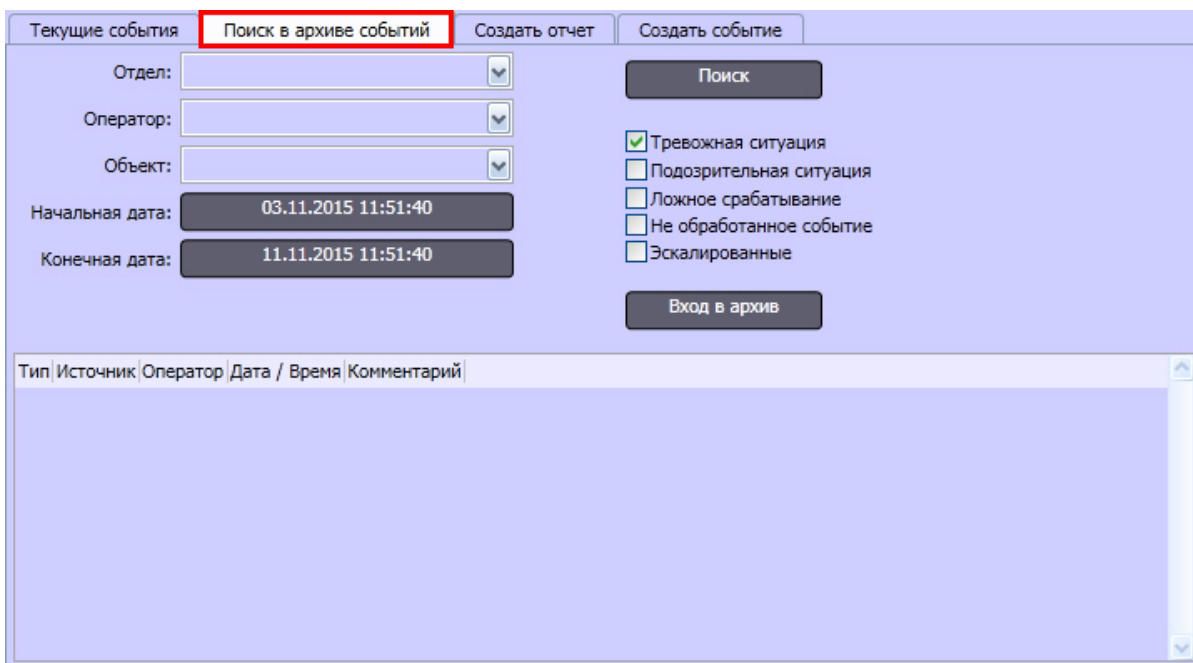 Текущие события Поиск в архиве событий Создать отчет Создать событие
Отдел:
Оператор:
Объект:
Начальная дата: 03.11.2015 11:51:40
Конечная дата: 11.11.2015 11:51:40
Поиск
Тревожная ситуация
Подозрительная ситуация
Ложное срабатывание
Не обработанное событие
Эскалированные
Вход в архив
Тип Источник Оператор Дата / Время Комментарий